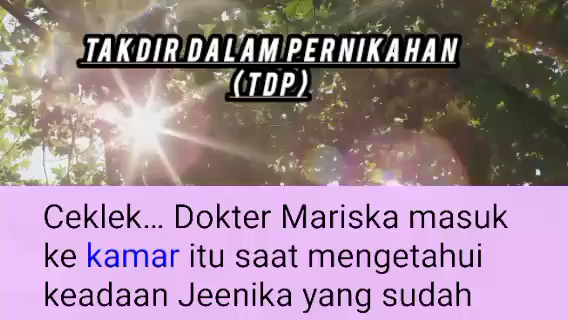 TAKDIR DALAM PERNIKAHAN
(TDP)
Ceklek... Dokter Mariska masuk
ke kamar itu saat mengetahui
keadaan Jeenika yang sudah